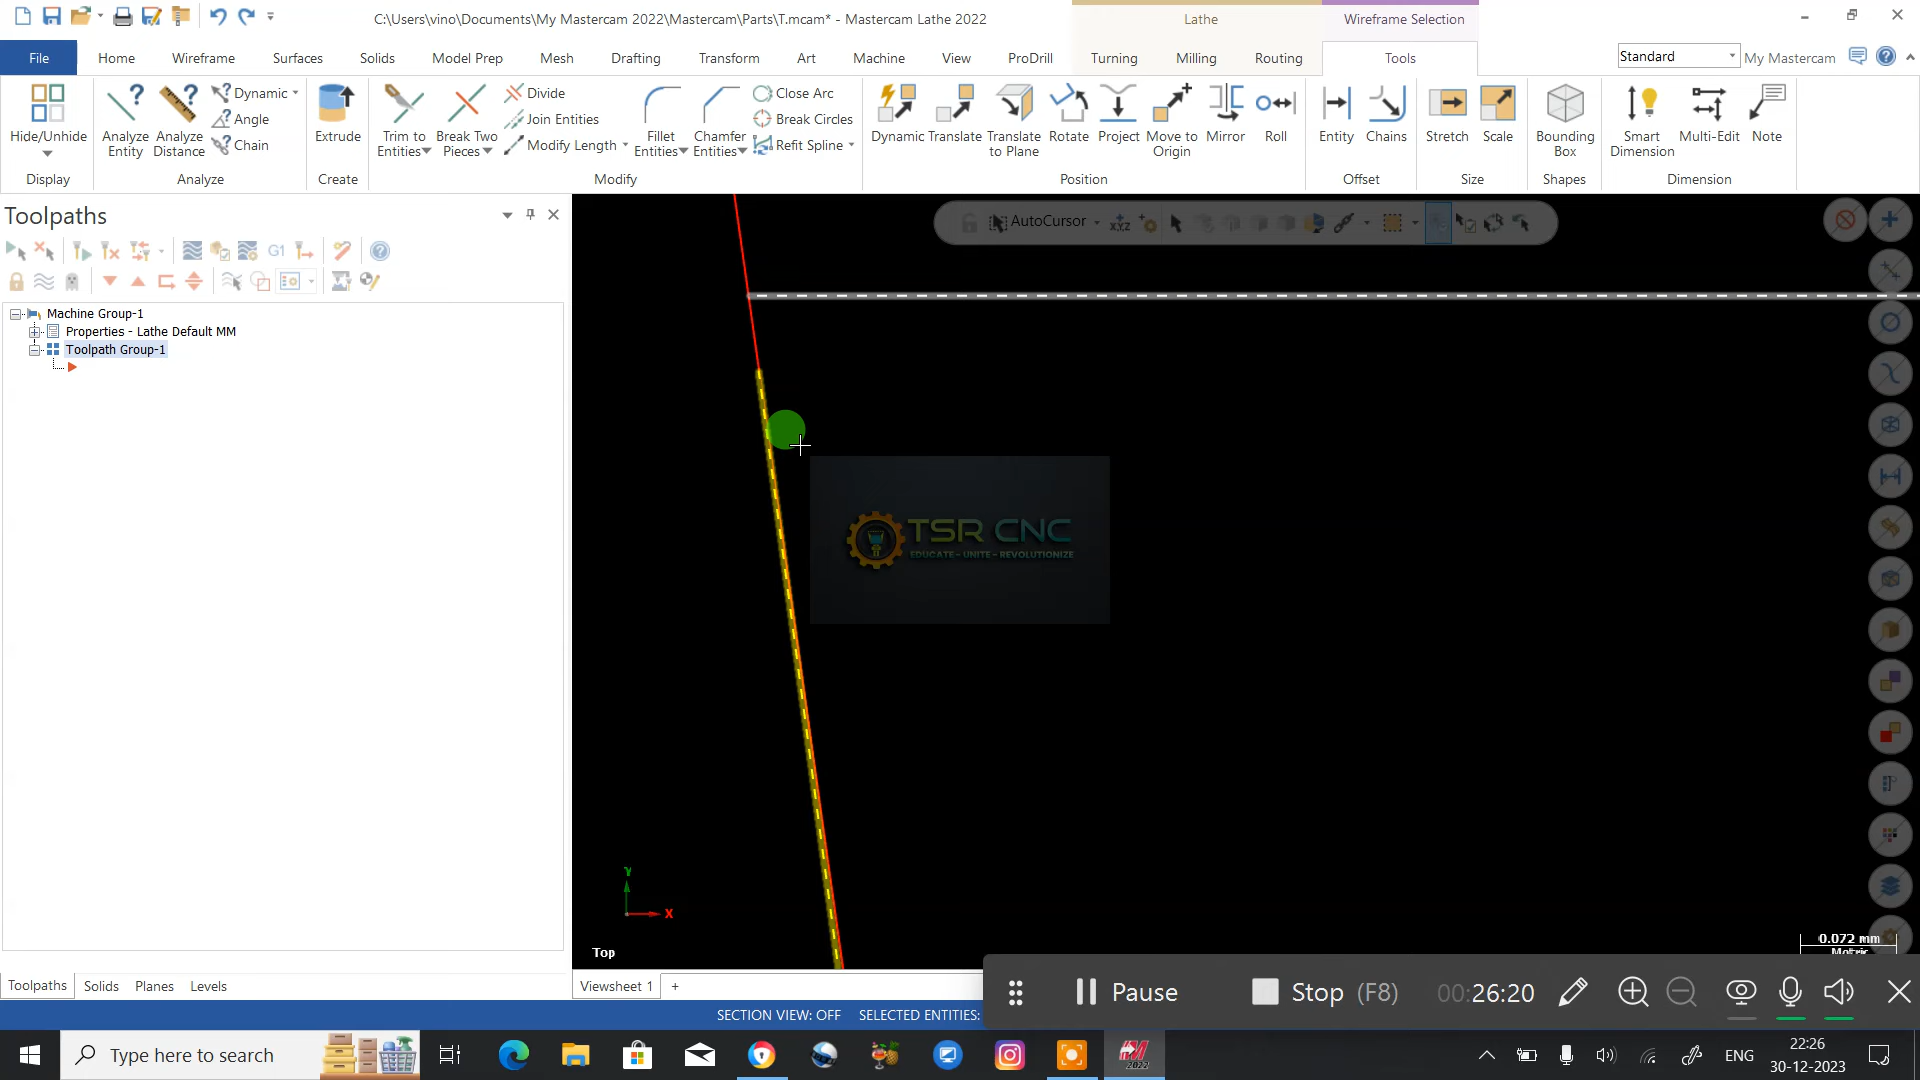 C:\Users\vino\Documents\My Mastercam 2022\Mastercam\Parts\T.mcam* - Mastercam Lathe 2022
Lathe
Wireframe Selection
File
Home
Wireframe
Surfaces
Solids
Model Prep
Mesh
Drafting
Transform
Art
Machine
View
ProDrill
Turning
Milling
Routing
Tools
Standard
My Mastercam
Hide/Unhide
Display
Analyze Entity
Analyze Distance
Dynamic
Angle
Chain
Analyze
Extrude
Create
Trim to Entities
Break Two Pieces
Divide
Join Entities
Modify Length
Fillet Entities
Chamfer Entities
Close Arc
Break Circles
Refit Spline
Modify
Dynamic
Translate
Translate to Plane
Rotate
Project
Move to Origin
Mirror
Roll
Position
Entity
Chains
Offset
Stretch
Scale
Size
Bounding Box
Shapes
Smart Dimension
Multi-Edit
Note
Dimension
Toolpaths
G1
Machine Group-1
Properties - Lathe Default MM
Toolpath Group-1
AutoCursor
XYZ
TSR CNC
EDUCATE - UNITE - REVOLUTIONIZE
Y
X
Top
0.072 mm
Metric
Toolpaths
Solids
Planes
Levels
Viewsheet 1
+
SECTION VIEW: OFF
SELECTED ENTITIES:
Pause
Stop (F8)
00:26:20
Type here to search
2022
ENG
22:26
30-12-2023